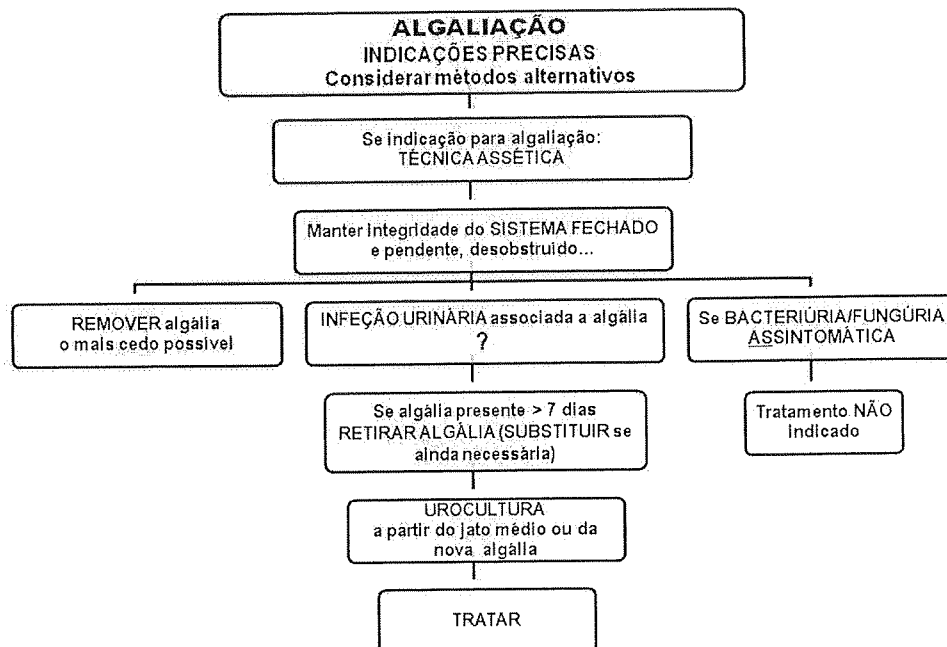 ALGALIAÇÃO
INDICAÇÕES PRECISAS
Considerar métodos alternativos
Se indicação para algaliação:
TÉCNICA ASSÉTICA
Manter integridade do SISTEMA FECHADO
e pendente, desobstruido...
REMOVER algália
o mais cedo possivel
INFEÇÃO URINÁRIA associada a algália
?
Se BACTERIÚRIA/FUNGÚRIA
ASSINTOMÁTICA
Se algália presente > 7 dias
RETIRAR ALGÁLIA (SUBSTITUIR se
ainda necessária)
Tratamento NÃO
indicado
UROCULTURA
a partir do jato médio ou da
nova algália
TRATAR